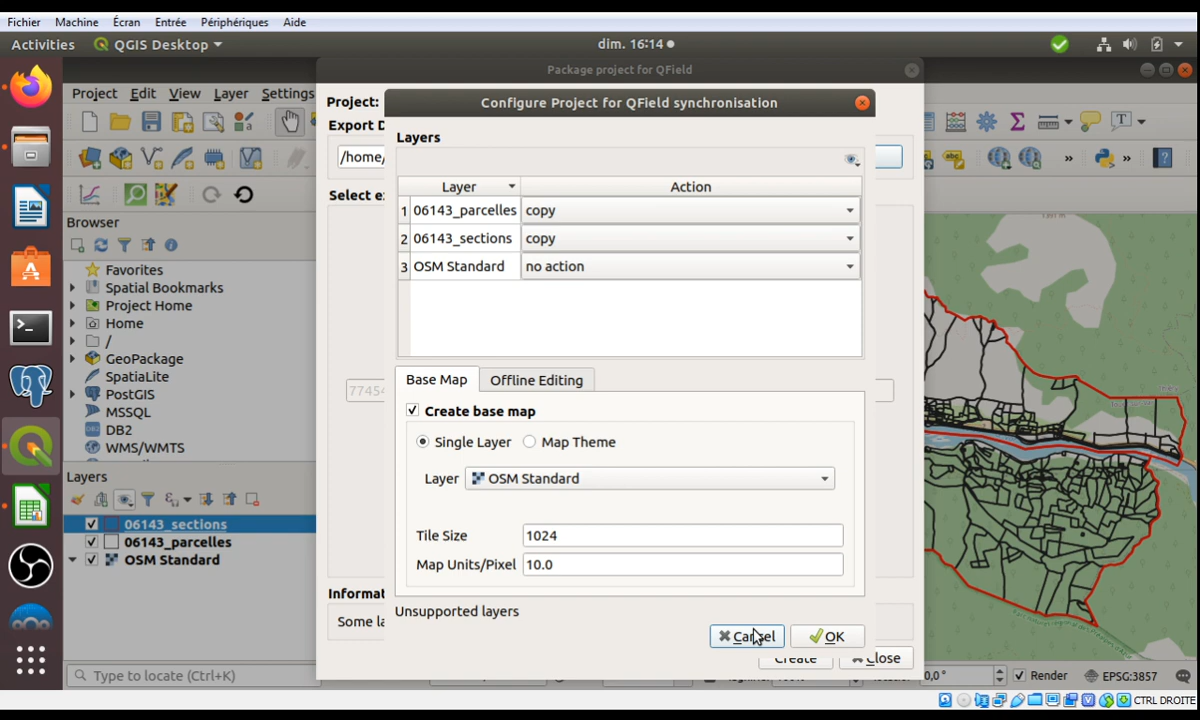 Fichier Machine Écran Entrée Périphériques Aide
Activities QGIS Desktop dim. 16:14
Package project for QField
Project Edit View Layer Settings
Project:
Configure Project for QField synchronisation
Export D
Layers
/home/
Layer Action
Select ex
1 06143_parcelles copy
2 06143_sections copy
3 OSM Standard no action
Browser
Favorites
Spatial Bookmarks
Project Home
Home
/
GeoPackage
SpatiaLite
PostGIS
MSSQL
DB2
WMS/WMTS
77454
Base Map Offline Editing
Create base map
Single Layer Map Theme
Layer OSM Standard
Tile Size 1024
Map Units/Pixel 10.0
Layers
06143_sections
06143_parcelles
OSM Standard
Informat
Some la
Unsupported layers
Cancel OK
Create Close
Type to locate (Ctrl+K)
0,0° Render EPSG:3857
CTRL DROITE